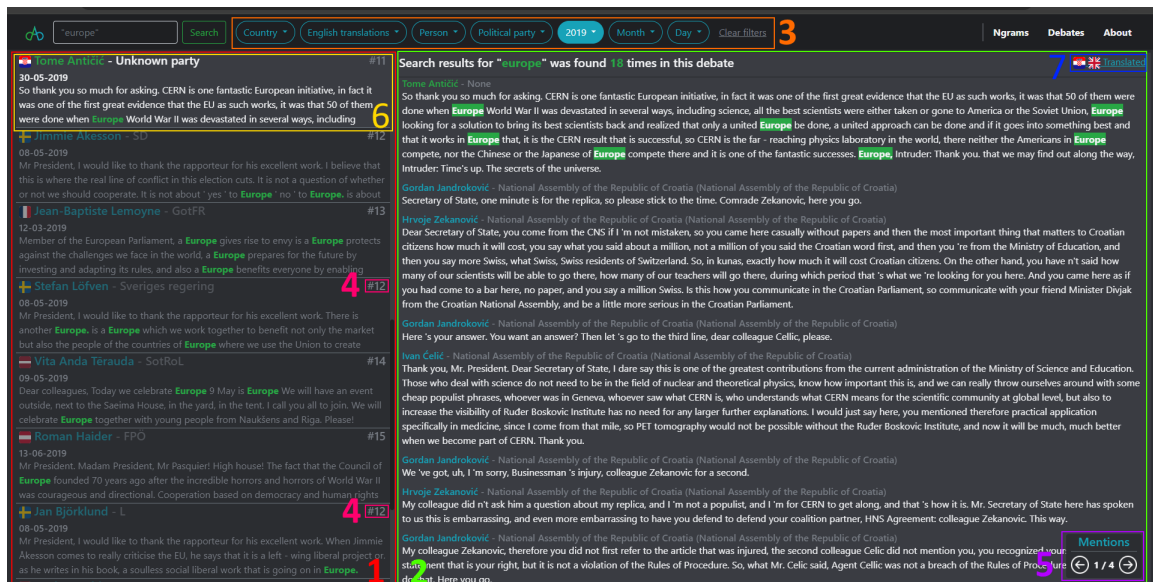 "europe"
Search
Country
English translations
Person
Political party
2019
Month
Day
Clear filters
3
Ngrams
Debates
About
Tome Antičić - Unknown party
#11
30-05-2019
So thank you so much for asking. CERN is one fantastic European initiative, in fact it
was one of the first great evidence that the EU as such works, it was that 50 of them
were done when Europe World War II was devastated in several ways, including
6
Jimmie Åkesson - SD
#12
08-05-2019
Mr President, I would like to thank the rapporteur for his excellent work. I believe that
this is where the real line of conflict in this election cuts. It is not a question of whether
or not we should cooperate. It is not about ' yes ' to Europe ' no ' to Europe. is about
Jean-Baptiste Lemoyne - GotFR
#13
12-03-2019
Member of the European Parliament, a Europe gives rise to envy is a Europe protects
against the challenges we face in the world, a Europe prepares for the future by
investing and adapting its rules, and also a Europe benefits everyone by enabling
Stefan Löfven - Sveriges regering
4
#12
08-05-2019
Mr President, I would like to thank the rapporteur for his excellent work. There is
another Europe. is a Europe which we work together to benefit not only the market
but also the people of the countries of Europe where we use the Union to create
Vita Anda Tērauda - SotRoL
#14
09-05-2019
Dear colleagues, Today we celebrate Europe 9 May is Europe We will have an event
outside, next to the Saeima House, in the yard, in the tent. I call you all to join. We will
celebrate Europe together with young people from Naukšens and Riga. Please!
Roman Haider - FPÖ
#15
13-06-2019
Mr President. Madam President, Mr Pasquier! High house! The fact that the Council of
Europe founded 70 years ago after the incredible horrors and horrors of World War II
was courageous and directional. Cooperation based on democracy and human rights
Jan Björklund - L
4
#12
08-05-2019
Mr President, I would like to thank the rapporteur for his excellent work. When Jimmie
Åkesson comes to really criticise the EU, he says that it is a left - wing liberal project or
as he writes in his book, a soulless social liberal work that is going on in Europe.
1
Search results for "europe" was found 18 times in this debate
7
Translated
Tome Antičić - None
So thank you so much for asking. CERN is one fantastic European initiative, in fact it was one of the first great evidence that the EU as such works, it was that 50 of them were
done when Europe World War II was devastated in several ways, including science, all the best scientists were either taken or gone to America or the Soviet Union, Europe
looking for a solution to bring its best scientists back and realized that only a united Europe be done, a united approach can be done and if it goes into something best and
that it works in Europe that, it is the CERN result that is successful, so CERN is the far - reaching physics laboratory in the world, there neither the Americans in Europe
compete, nor the Chinese or the Japanese of Europe compete there and it is one of the fantastic successes. Europe, Intruder: Thank you. that we may find out along the way,
Intruder: Time's up. The secrets of the universe.
Gordan Jandroković - National Assembly of the Republic of Croatia (National Assembly of the Republic of Croatia)
Secretary of State, one minute is for the replica, so please stick to the time. Comrade Zekanovic, here you go.
Hrvoje Zekanović - National Assembly of the Republic of Croatia (National Assembly of the Republic of Croatia)
Dear Secretary of State, you come from the CNS if I 'm not mistaken, so you came here casually without papers and then the most important thing that matters to Croatian
citizens how much it will cost, you say what you said about a million, not a million of you said the Croatian word first, and then you 're from the Ministry of Education, and
then you say more Swiss, what Swiss, Swiss residents of Switzerland. So, in kunas, exactly how much it will cost Croatian citizens. On the other hand, you have n't said how
many of our scientists will be able to go there, how many of our teachers will go there, during which period that 's what we 're looking for you here. And you came here as if
you had come to a bar here, no paper, and you say a million Swiss. Is this how you communicate in the Croatian Parliament, so communicate with your friend Minister Divjak
from the Croatian National Assembly, and be a little more serious in the Croatian Parliament.
Gordan Jandroković - National Assembly of the Republic of Croatia (National Assembly of the Republic of Croatia)
Here 's your answer. You want an answer? Then let 's go to the third line, dear colleague Cellic, please.
Ivan Ćelić - National Assembly of the Republic of Croatia (National Assembly of the Republic of Croatia)
Thank you, Mr. President. Dear Secretary of State, I dare say this is one of the greatest contributions from the current administration of the Ministry of Science and Education.
Those who deal with science do not need to be in the field of nuclear and theoretical physics, know how important this is, and we can really throw ourselves around with some
cheap populist phrases, whoever was in Geneva, whoever saw what CERN is, who understands what CERN means for the scientific community at global level, but also to
increase the visibility of Ruđer Boskovic Institute has no need for any larger further explanations. I would just say here, you mentioned therefore practical application
specifically in medicine, since I come from that mile, so PET tomography would not be possible without the Ruđer Boskovic Institute, and now it will be much, much better
when we become part of CERN. Thank you.
Gordan Jandroković - National Assembly of the Republic of Croatia (National Assembly of the Republic of Croatia)
We 've got, uh, I 'm sorry, Businessman 's injury, colleague Zekanovic for a second.
Hrvoje Zekanović - National Assembly of the Republic of Croatia (National Assembly of the Republic of Croatia)
My colleague did n't ask him a question about my replica, and I 'm not a populist, and I 'm for CERN to get along, and that 's how it is. Mr. Secretary of State here has spoken
to us this is embarrassing, and even more embarrassing to have you defend to defend your coalition partner, HNS Agreement: colleague Zekanovic. This way.
Gordan Jandroković - National Assembly of the Republic of Croatia (National Assembly of the Republic of Croatia)
My colleague Zekanovic, therefore you did not first refer to the article that was injured, the second colleague Celic did not mention you, you recognized your
statement that is your right, but it is not a violation of the Rules of Procedure. So, what Mr. Celic said, Agent Cellic was not a breach of the Rules of Procedure
do that. Here you go.
2
5
Mentions
1 / 4